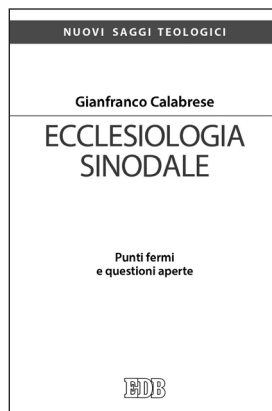 NUOVI SAGGI TEOLOGICI
Gianfranco Calabrese
ECCLESIOLOGIA
SINODALE
Punti fermi
e questioni aperte
EDB